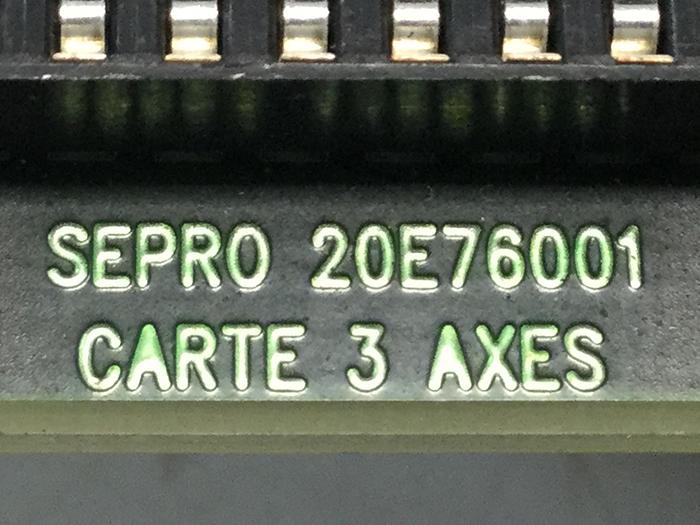 SEPRO 20E76001
CARTE 3 AXES